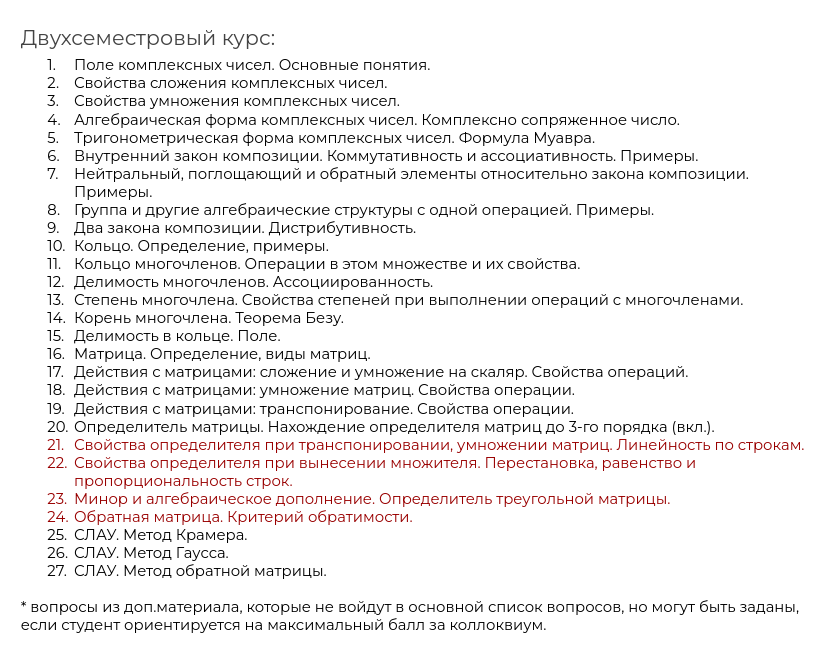 Двухсеместровый курс:
1. Поле комплексных чисел. Основные понятия.
2. Свойства сложения комплексных чисел.
3. Свойства умножения комплексных чисел.
4. Алгебраическая форма комплексных чисел. Комплексно сопряженное число.
5. Тригонометрическая форма комплексных чисел. Формула Муавра.
6. Внутренний закон композиции. Коммутативность и ассоциативность. Примеры.
7. Нейтральный, поглощающий и обратный элементы относительно закона композиции.
Примеры.
8. Группа и другие алгебраические структуры с одной операцией. Примеры.
9. Два закона композиции. Дистрибутивность.
10. Кольцо. Определение, примеры.
11. Кольцо многочленов. Операции в этом множестве и их свойства.
12. Делимость многочленов. Ассоциированность.
13. Степень многочлена. Свойства степеней при выполнении операций с многочленами.
14. Корень многочлена. Теорема Безу.
15. Делимость в кольце. Поле.
16. Матрица. Определение, виды матриц.
17. Действия с матрицами: сложение и умножение на скаляр. Свойства операций.
18. Действия с матрицами: умножение матриц. Свойства операции.
19. Действия с матрицами: транспонирование. Свойства операции.
20. Определитель матрицы. Нахождение определителя матриц до 3-го порядка (вкл.).
21. Свойства определителя при транспонировании, умножении матриц. Линейность по строкам.
22. Свойства определителя при вынесении множителя. Перестановка, равенство и
пропорциональность строк.
23. Минор и алгебраическое дополнение. Определитель треугольной матрицы.
24. Обратная матрица. Критерий обратимости.
25. СЛАУ. Метод Крамера.
26. СЛАУ. Метод Гаусса.
27. СЛАУ. Метод обратной матрицы.
* вопросы из доп.материала, которые не войдут в основной список вопросов, но могут быть заданы,
если студент ориентируется на максимальный балл за коллоквиум.